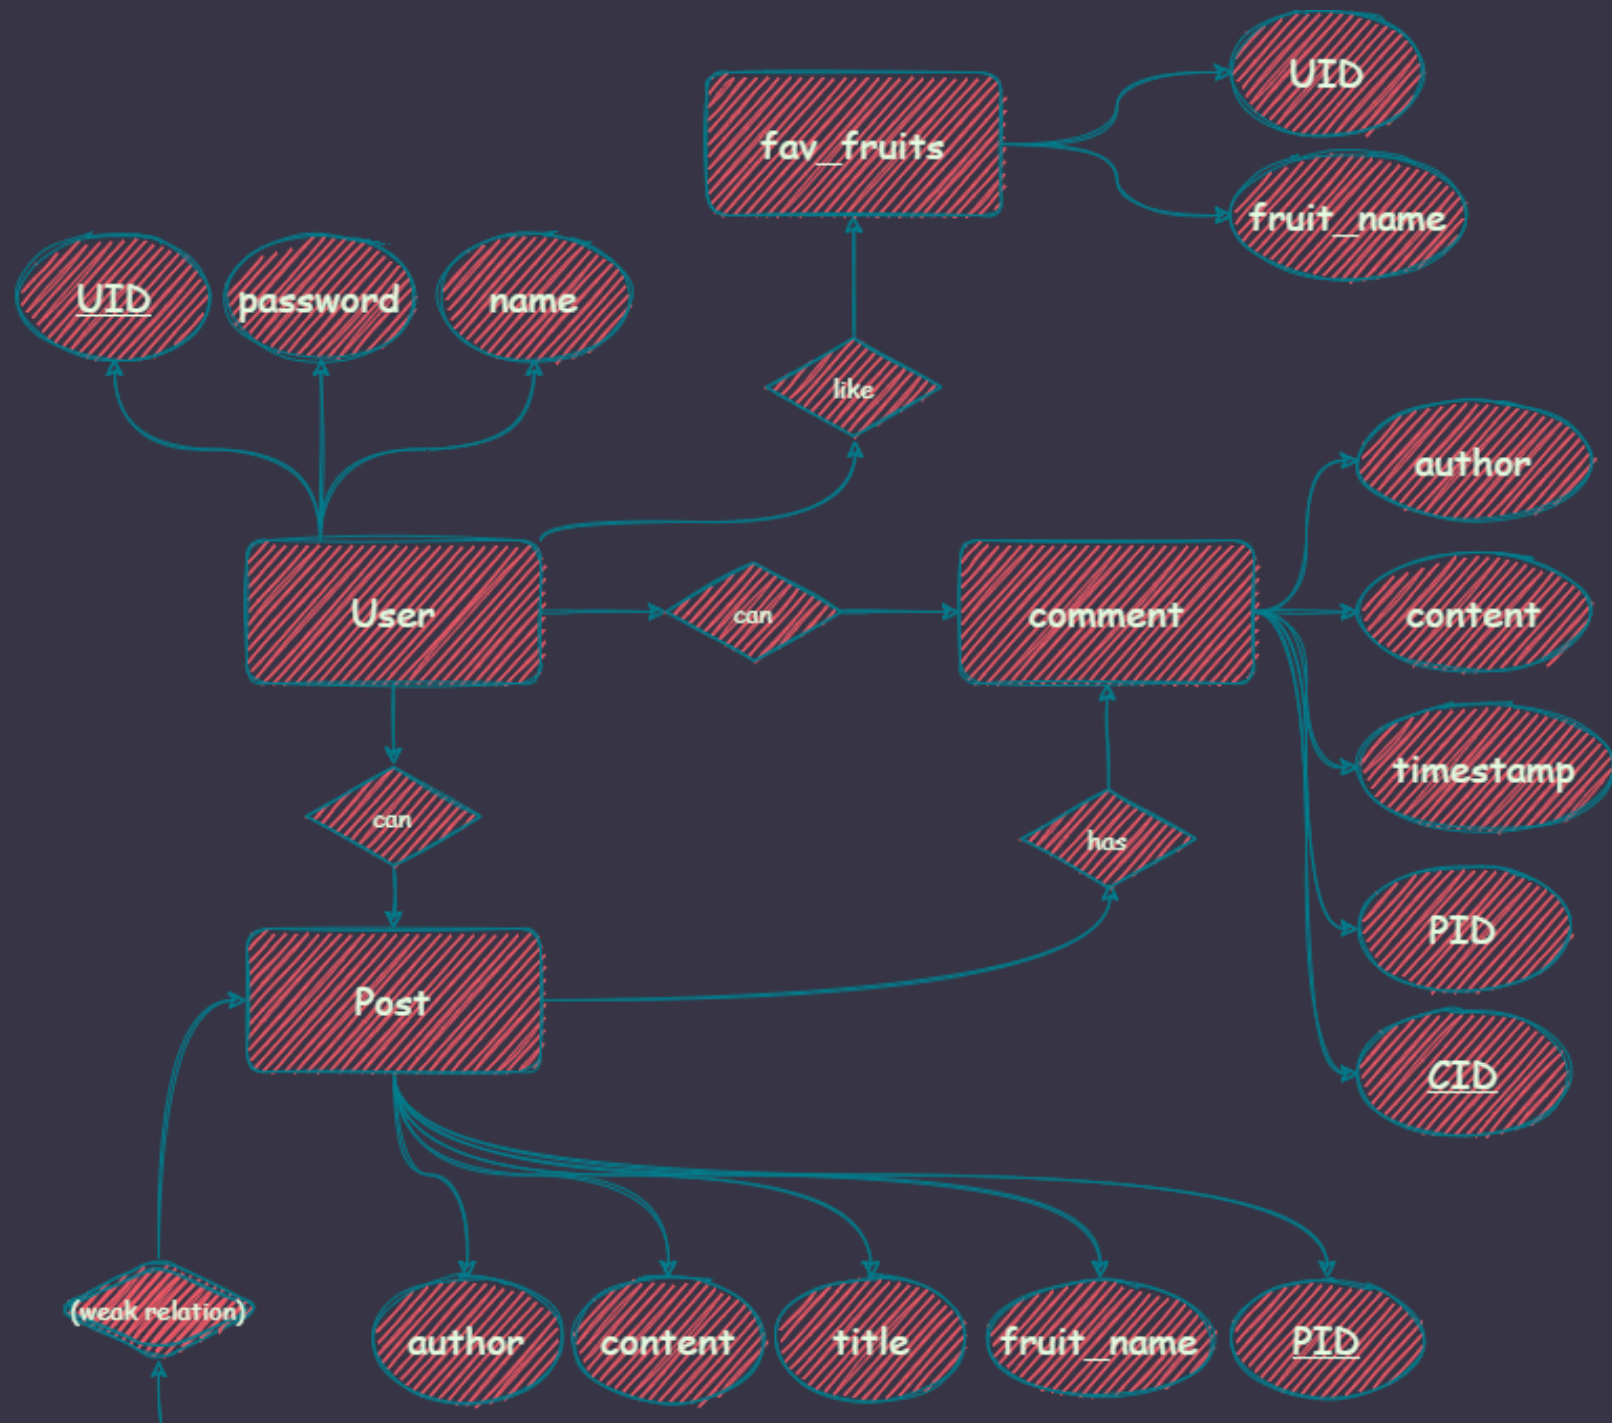 UID
fav_fruits
fruit_name
UID
password
name
like
author
User
can
comment
content
timestamp
can
has
PID
Post
CID
(weak relation)
author
content
title
fruit_name
PID